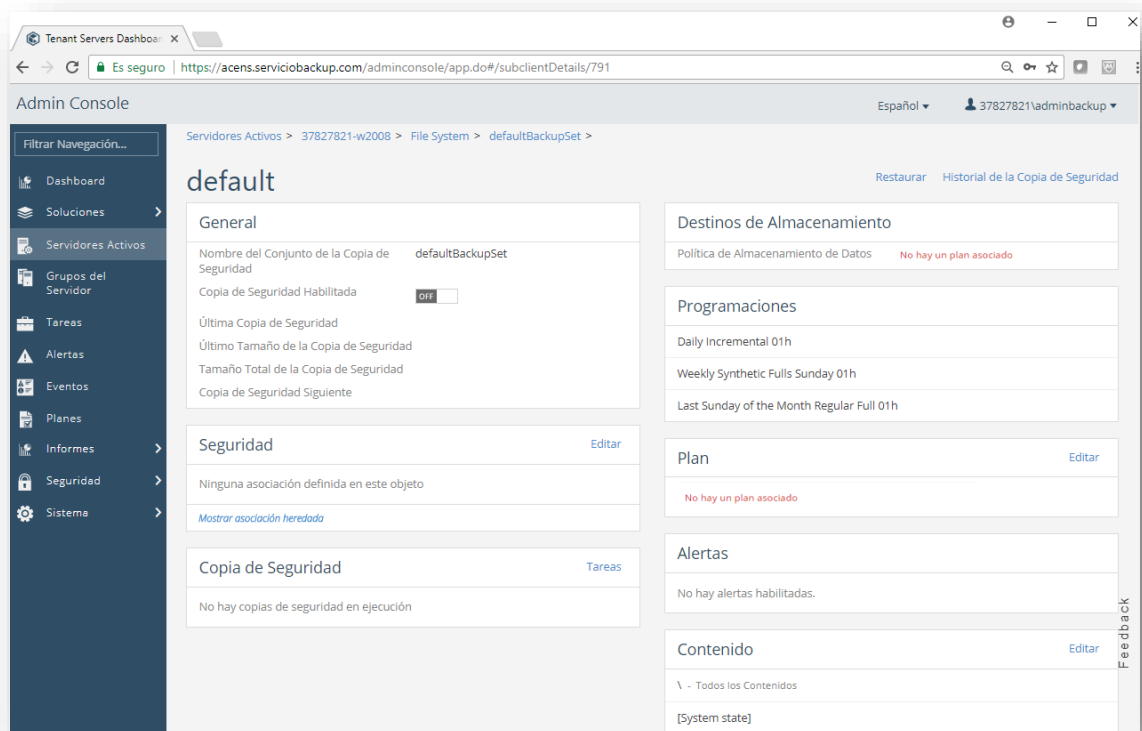 Tenant Servers Dashboar
Es seguro | https://acens.serviciobackup.com/adminconsole/app.do#/subclientDetails/791
Admin Console
Español
37827821\adminbackup
Filtrar Navegación...
Dashboard
Soluciones
Servidores Activos
Grupos del
Servidor
Tareas
Alertas
Eventos
Planes
Informes
Seguridad
Sistema
Servidores Activos > 37827821-w2008 > File System > defaultBackupSet >
default
Restaurar
Historial de la Copia de Seguridad
General
Nombre del Conjunto de la Copia de
Seguridad
defaultBackupSet
Copia de Seguridad Habilitada
OFF
Última Copia de Seguridad
Último Tamaño de la Copia de Seguridad
Tamaño Total de la Copia de Seguridad
Copia de Seguridad Siguiente
Seguridad
Editar
Ninguna asociación definida en este objeto
Mostrar asociación heredada
Copia de Seguridad
Tareas
No hay copias de seguridad en ejecución
Destinos de Almacenamiento
Política de Almacenamiento de Datos
No hay un plan asociado
Programaciones
Daily Incremental 01h
Weekly Synthetic Fulls Sunday 01h
Last Sunday of the Month Regular Full 01h
Plan
Editar
No hay un plan asociado
Alertas
No hay alertas habilitadas.
Contenido
Editar
\ - Todos los Contenidos
[System state]
Feedback